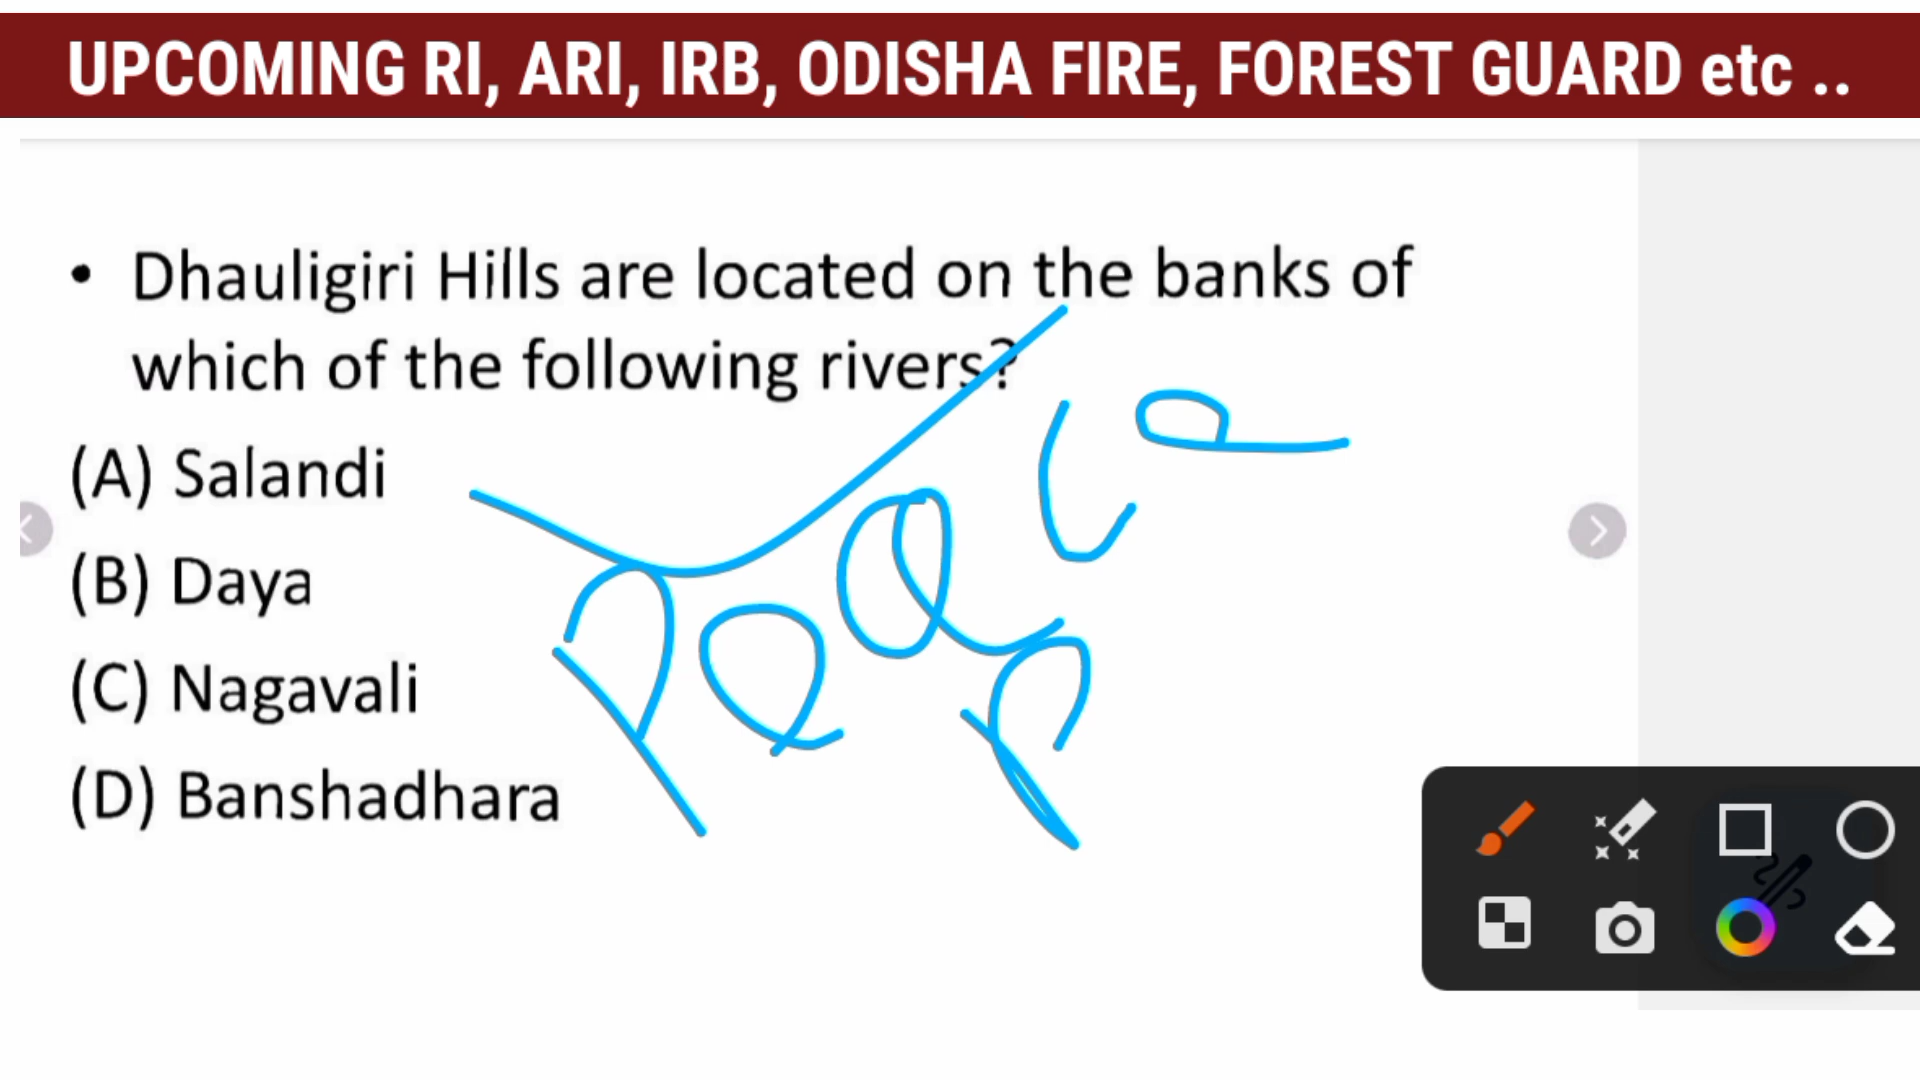 UPCOMING RI, ARI, IRB, ODISHA FIRE, FOREST GUARD etc ..
• Dhauligiri Hills are located on the banks of
which of the following rivers?
(A) Salandi
(B) Daya
(C) Nagavali
(D) Banshadhara